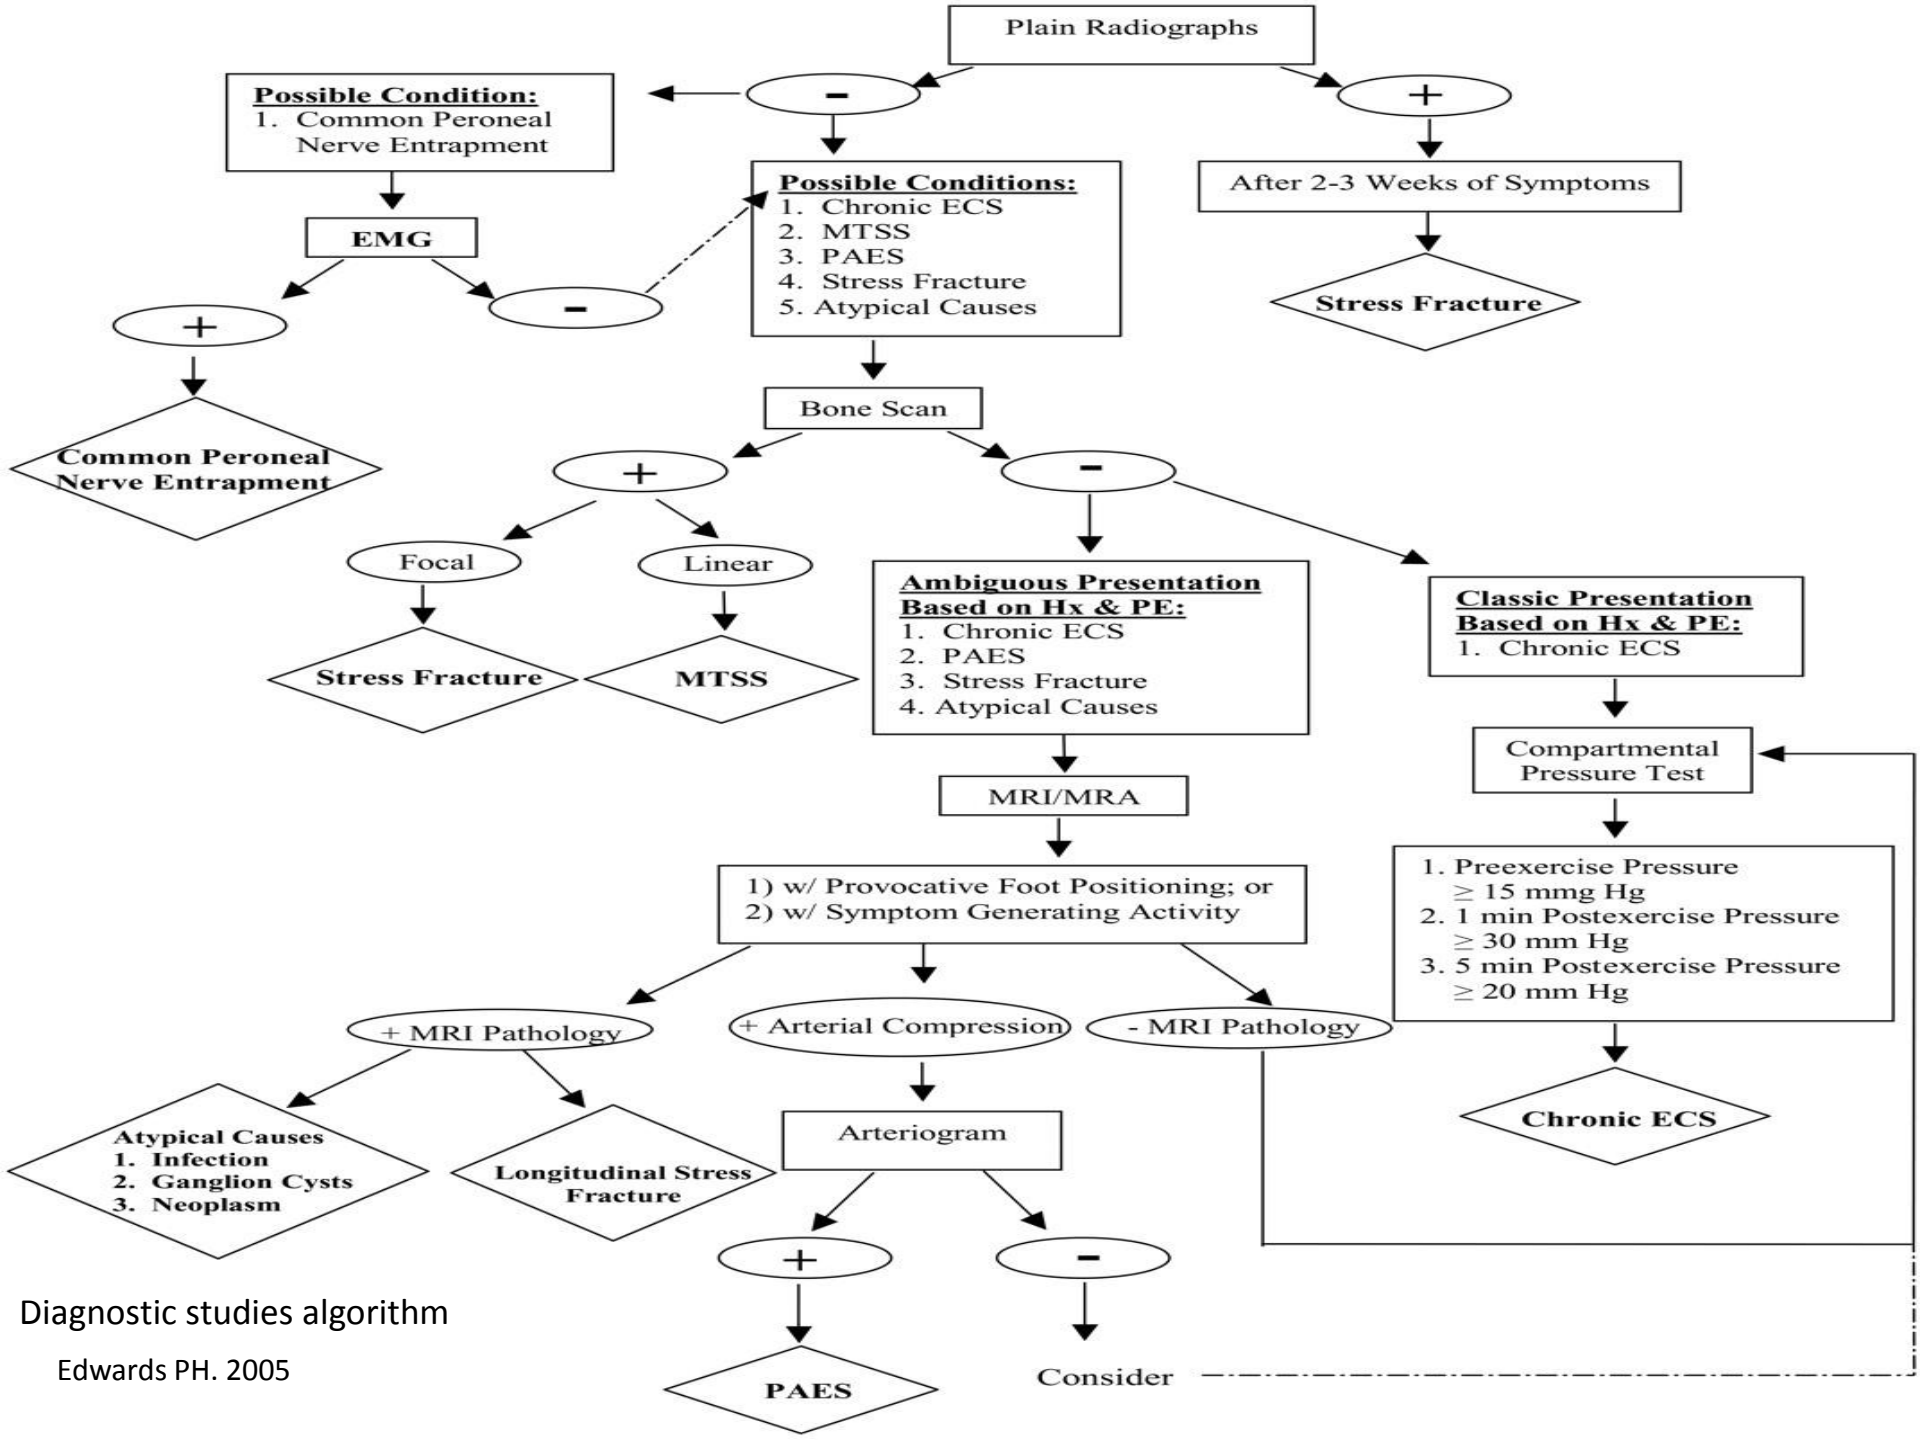 Plain Radiographs
-
+
Possible Condition:
1. Common Peroneal
Nerve Entrapment
After 2-3 Weeks of Symptoms
Possible Conditions:
1. Chronic ECS
2. MTSS
3. PAES
4. Stress Fracture
5. Atypical Causes
EMG
Stress Fracture
+
-
Common Peroneal
Nerve Entrapment
Bone Scan
+
-
Focal
Linear
Stress Fracture
MTSS
Ambiguous Presentation
Based on Hx & PE:
1. Chronic ECS
2. PAES
3. Stress Fracture
4. Atypical Causes
Classic Presentation
Based on Hx & PE:
1. Chronic ECS
MRI/MRA
Compartmental
Pressure Test
1) w/ Provocative Foot Positioning; or
2) w/ Symptom Generating Activity
1. Preexercise Pressure
≥ 15 mmg Hg
2. 1 min Postexercise Pressure
≥ 30 mm Hg
3. 5 min Postexercise Pressure
≥ 20 mm Hg
+ MRI Pathology
+ Arterial Compression
- MRI Pathology
Chronic ECS
Atypical Causes
1. Infection
2. Ganglion Cysts
3. Neoplasm
Longitudinal Stress
Fracture
Arteriogram
+
-
PAES
Consider
Diagnostic studies algorithm
Edwards PH. 2005